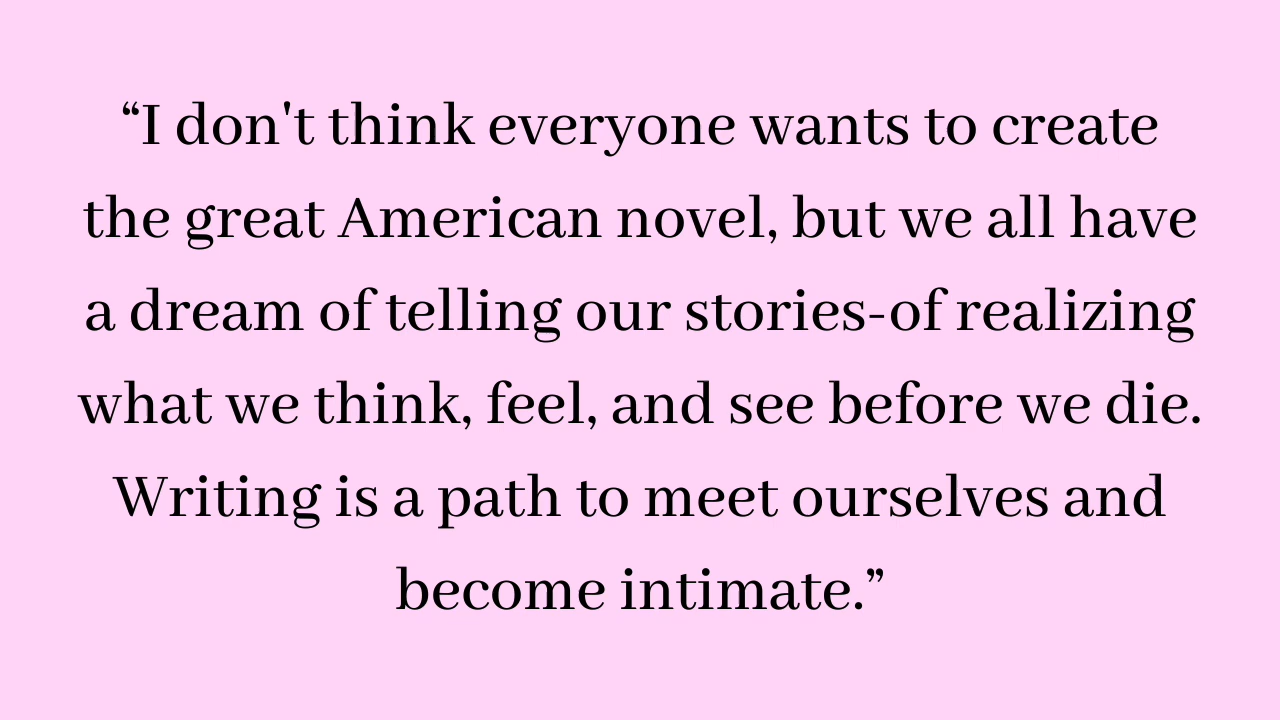 “I don't think everyone wants to create
the great American novel, but we all have
a dream of telling our stories-of realizing
what we think, feel, and see before we die.
Writing is a path to meet ourselves and
become intimate.”